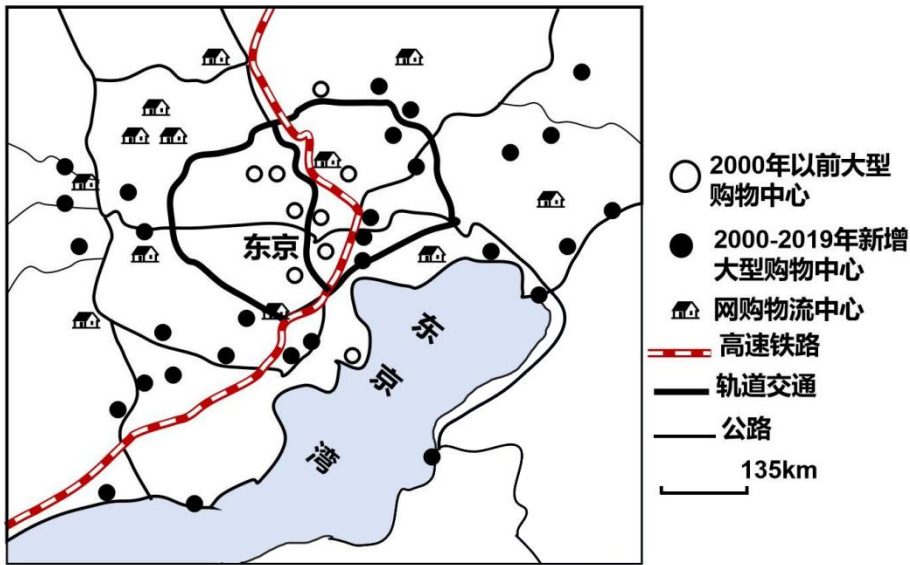 东京
东
京
湾
2000年以前大型
购物中心
2000-2019年新增
大型购物中心
网购物流中心
高速铁路
轨道交通
公路
135km